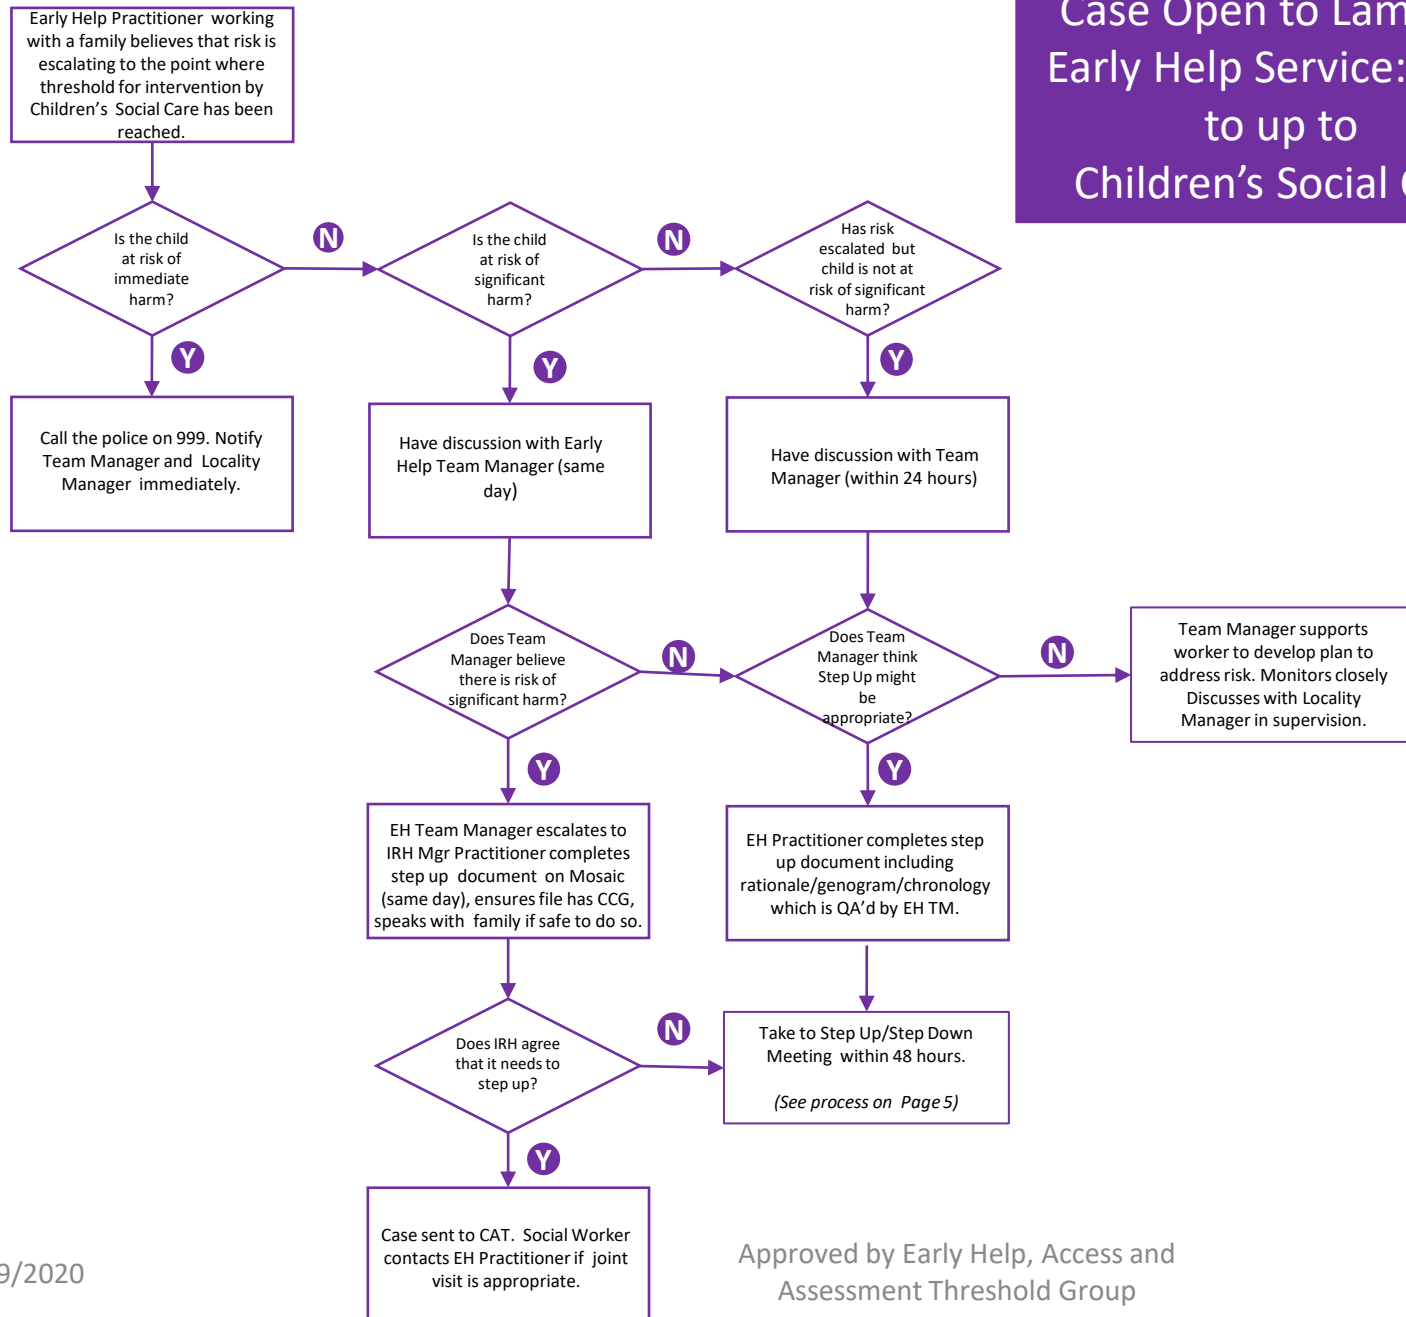 Early Help Practitioner working
with a family believes that risk is
escalating to the point where
threshold for intervention by
Children's Social Care has been
reached.
Case Open to Lam
Early Help Service:
to up to
Children's Social
Is the child
at risk of
immediate
harm?
N
Is the child
at risk of
significant
harm?
N
Has risk
escalated but
child is not at
risk of significant
harm?
Y
Y
Y
Call the police on 999. Notify
Team Manager and Locality
Manager immediately.
Have discussion with Early
Help Team Manager (same
day)
Have discussion with Team
Manager (within 24 hours)
Does Team
Manager believe
there is risk of
significant harm?
N
Does Team
Manager think
Step Up might
be
appropriate?
N
Team Manager supports
worker to develop plan to
address risk. Monitors closely
Discusses with Locality
Manager in supervision.
Y
Y
EH Team Manager escalates to
IRH Mgr Practitioner completes
step up document on Mosaic
(same day), ensures file has CCG,
speaks with family if safe to do so.
EH Practitioner completes step
up document including
rationale/genogram/chronology
which is QA'd by EH TM.
Does IRH agree
that it needs to
step up?
N
Take to Step Up/Step Down
Meeting within 48 hours.
(See process on Page 5)
Y
Case sent to CAT. Social Worker
contacts EH Practitioner if joint
visit is appropriate.
9/2020
Approved by Early Help, Access and
Assessment Threshold Group